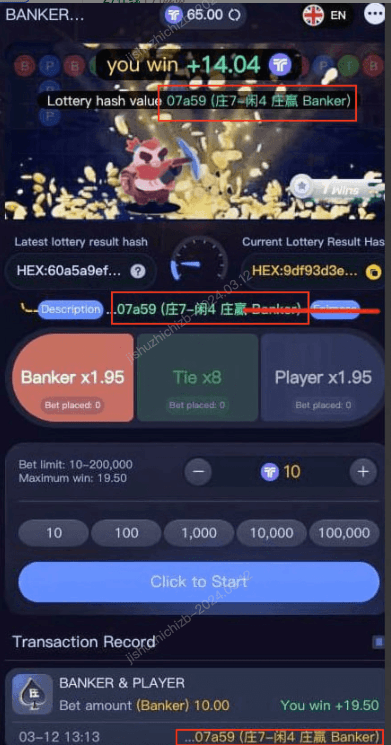 BANKER...
65.00
EN
you win +14.04
Lottery hash value 07a59 (庄7-闲4 庄赢 Banker)
Wins
Latest lottery result hash
Current Lottery Result Has
HEX:60a5a9ef... ?
HEX:9df93d3e...
Description
...07a59 (庄7-闲4 庄赢 Banker)
Banker x1.95
Tie x8
Player x1.95
Bet placed: 0
Bet placed: 0
Bet placed: 0
Bet limit: 10-200,000
Maximum win: 19.50
10
10
100
1,000
10,000
100,000
Click to Start
Transaction Record
BANKER & PLAYER
Bet amount (Banker) 10.00
You win +19.50
03-12 13:13
...07a59 (庄7-闲4 庄赢 Banker)
jishuzhichizb-2024.03.12